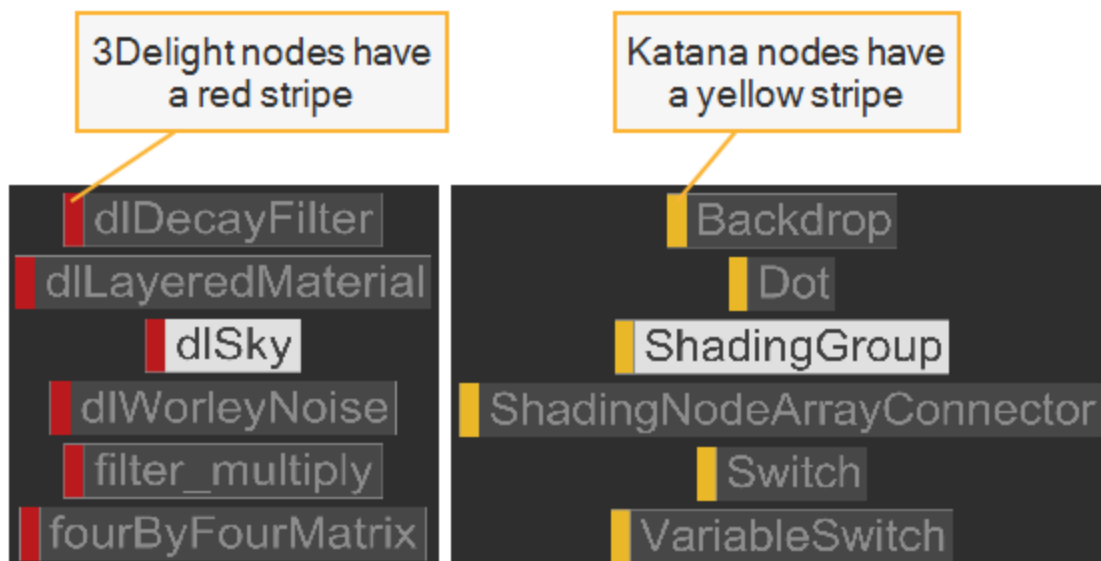 3Delight nodes have
a red stripe
Katana nodes have
a yellow stripe
dlDecayFilter
dlLayeredMaterial
dlSky
dlWorleyNoise
filter_multiply
fourByFourMatrix
Backdrop
Dot
ShadingGroup
ShadingNodeArrayConnector
Switch
VariableSwitch